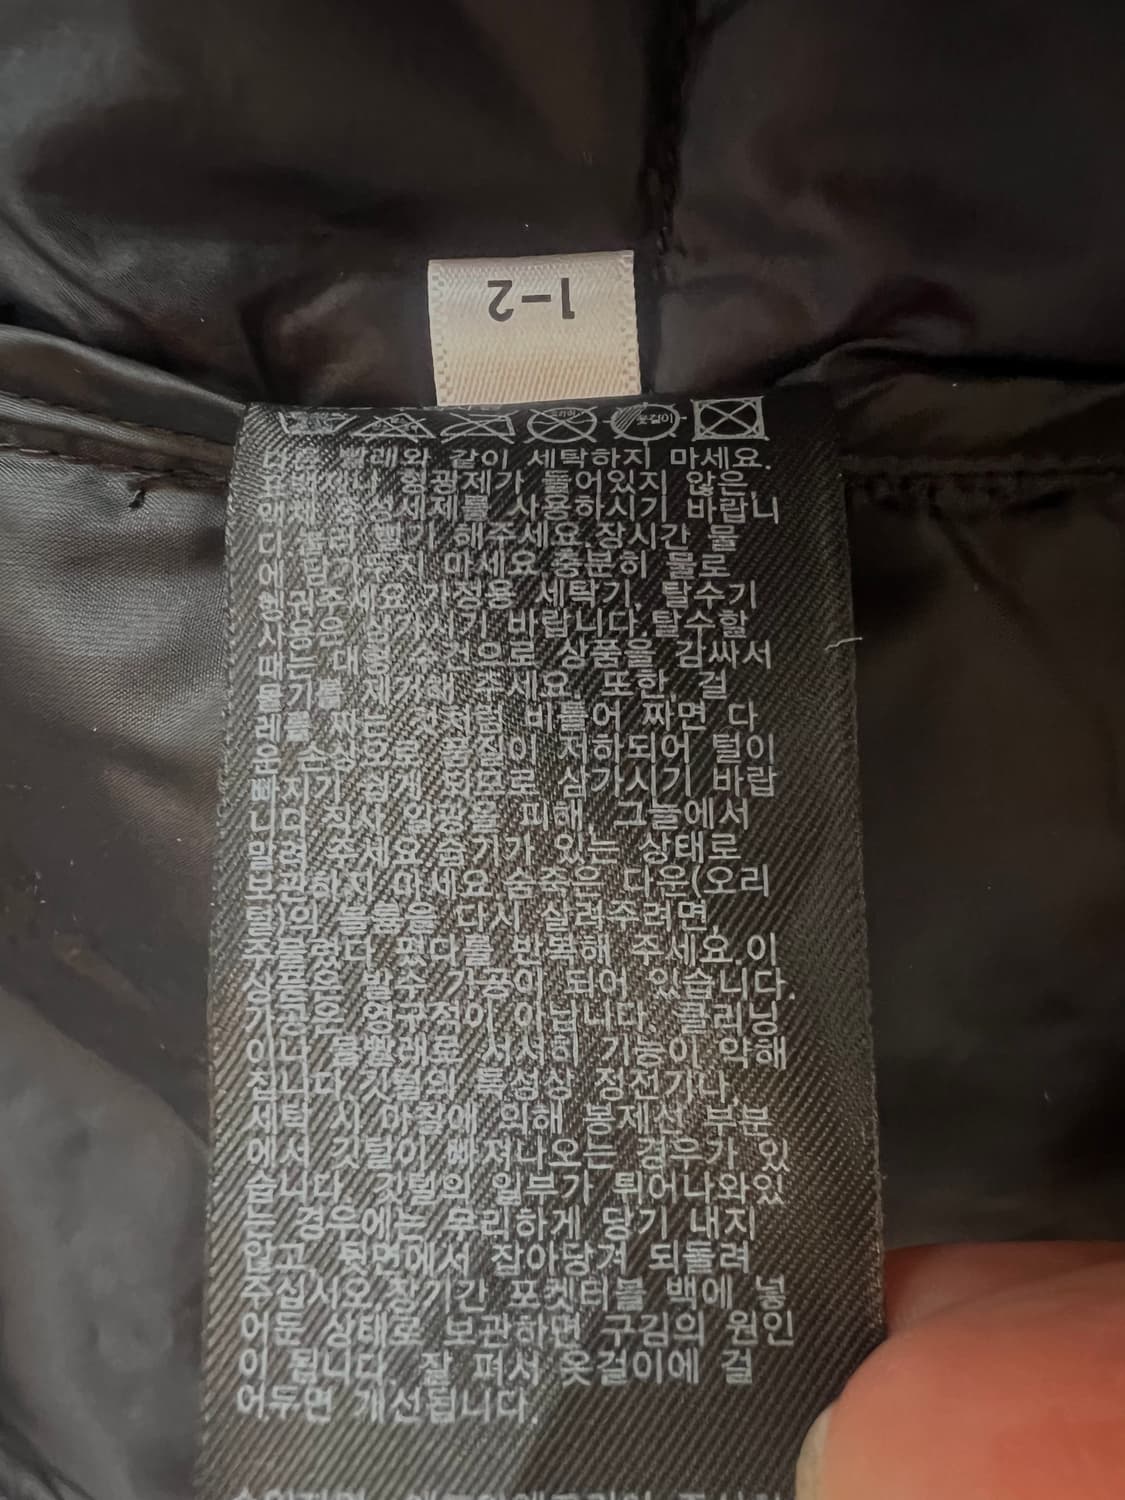 1-2
드라이
옷걸이
다른 빨래와 같이 세탁하지 마세요.
표백제나 형광제가 들어있지 않은,
액체 중성세제를 사용하시기 바랍니
다 눌러 빨기 해주세요.장시간 물
에 담가두지 마세요.충분히 물로
헹궈주세요.가정용 세탁기, 탈수기
사용은 삼가시기 바랍니다.탈수할
때는 대형 수건으로 상품을 감싸서
물기를 제거해 주세요. 또한, 걸
레를 짜는 것처럼 비틀어 짜면 다
운 손상으로 품질이 저하되어 털이
빠지기 쉽게 되므로 삼가시기 바랍
니다.직사 일광을 피해, 그늘에서
말려 주세요.습기가 있는 상태로
보관하지 마세요.숨죽은 다운(오리
털)의 볼륨을 다시 살려주려면,
주물렀다 폈다를 반복해 주세요.이
상품은 발수 가공이 되어 있습니다.
가공은 영구적이 아닙니다. 클리닝
이나 물빨래로 서서히 기능이 약해
집니다.깃털의 특성상 정전기나,
세탁 시 마찰에 의해 봉제선 부분
에서 깃털이 빠져나오는 경우가 있
습니다. 깃털의 일부가 튀어나와있
는 경우에는 무리하게 당기 내지
않고 뒷면에서 잡아당겨 되돌려
주십시오.장기간 포켓터블 백에 넣
어둔 상태로 보관하면 구김의 원인
이 됩니다. 잘 펴서 옷걸이에 걸
어두면 개선됩니다.